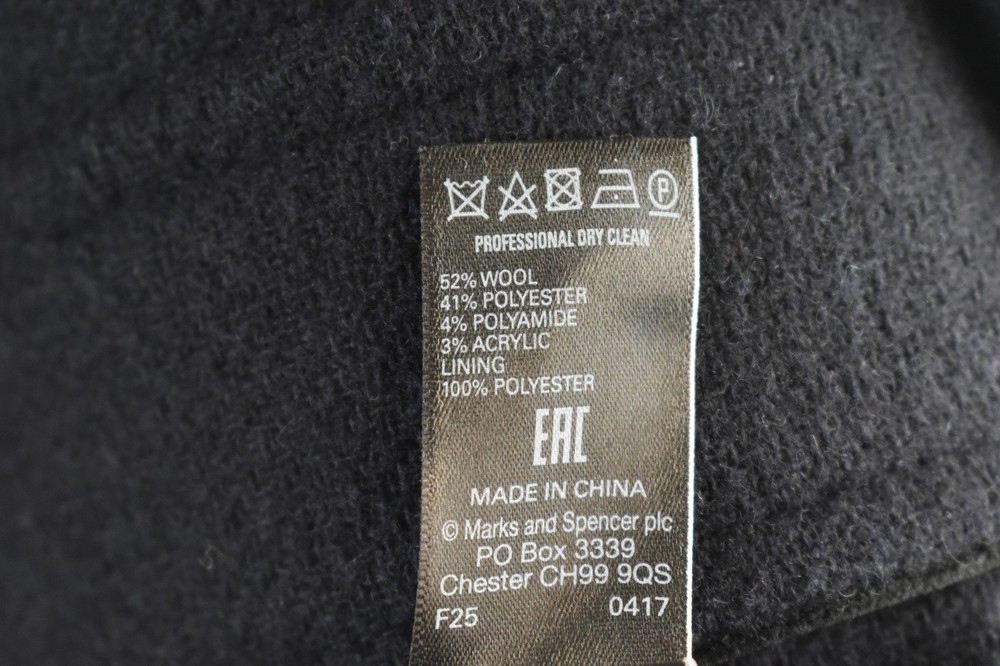 P
PROFESSIONAL DRY CLEAN
52% WOOL
41% POLYESTER
4% POLYAMIDE
3% ACRYLIC
LINING
100% POLYESTER
EAC
MADE IN CHINA
© Marks and Spencer plc
PO Box 3339
Chester CH99 9QS
F25 0417